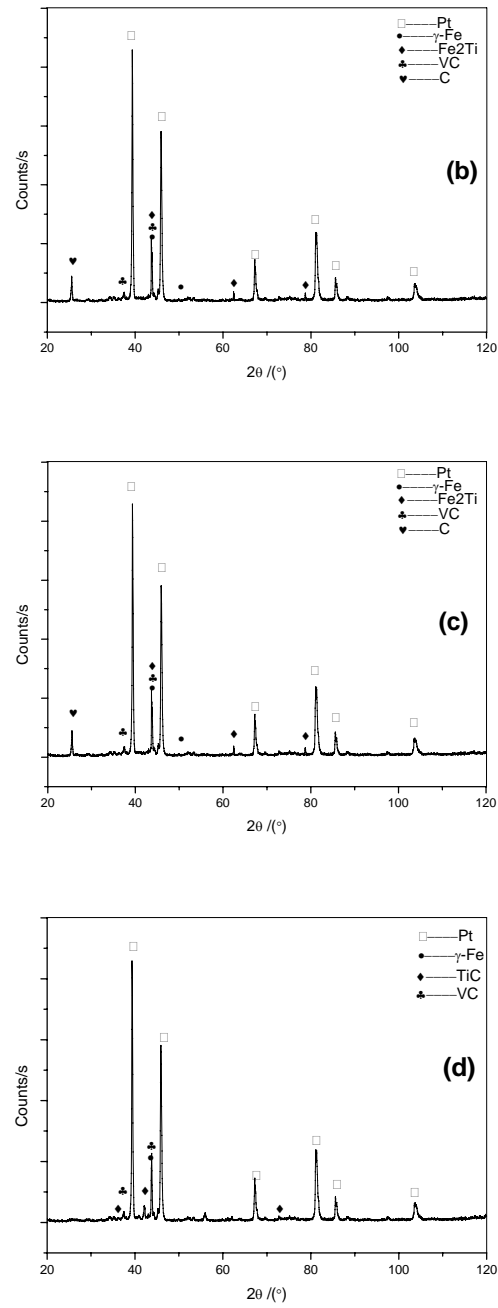 □——Pt
●——γ-Fe
♦——Fe2Ti
♣——VC
♥——C
(b)
Counts/s
□
□
♦
♣
●
♥
♣
●
♦
□
♦
□
□
□
20 40 60 80 100 120
2θ /(°)
□——Pt
●——γ-Fe
♦——Fe2Ti
♣——VC
♥——C
(c)
Counts/s
□
□
♦
♣
●
♥
♣
●
♦
□
♦
□
□
□
20 40 60 80 100 120
2θ /(°)
□——Pt
●——γ-Fe
♦——TiC
♣——VC
(d)
Counts/s
□
□
♣
●
♦
♣
♦
□
♦
□
□
□
20 40 60 80 100 120
2θ /(°)